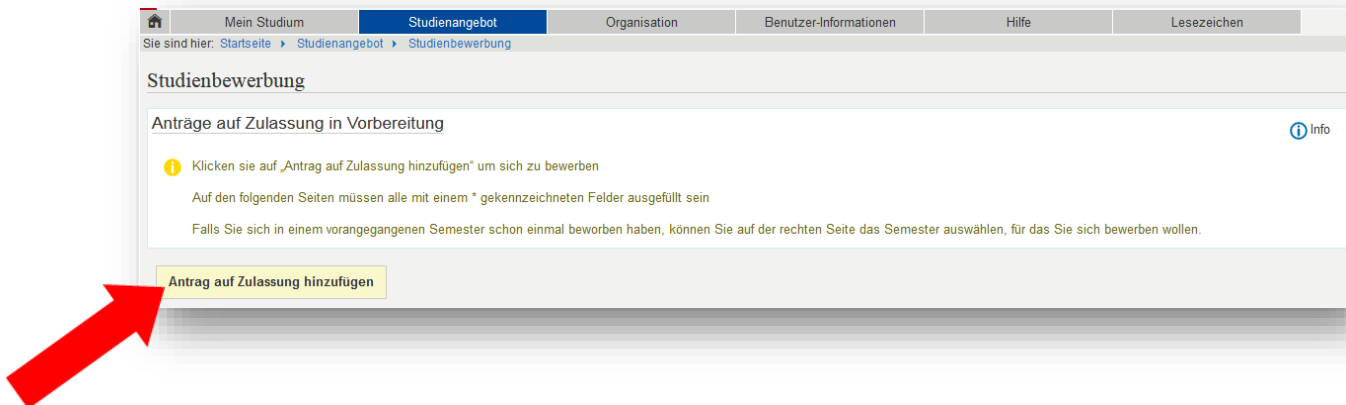 Mein Studium Studienangebot Organisation Benutzer-Informationen Hilfe Lesezeichen
Sie sind hier: Startseite Studienangebot Studienbewerbung
Studienbewerbung
Anträge auf Zulassung in Vorbereitung
Info
Klicken sie auf „Antrag auf Zulassung hinzufügen“ um sich zu bewerben
Auf den folgenden Seiten müssen alle mit einem * gekennzeichneten Felder ausgefüllt sein
Falls Sie sich in einem vorangegangenen Semester schon einmal beworben haben, können Sie auf der rechten Seite das Semester auswählen, für das Sie sich bewerben wollen.
Antrag auf Zulassung hinzufügen